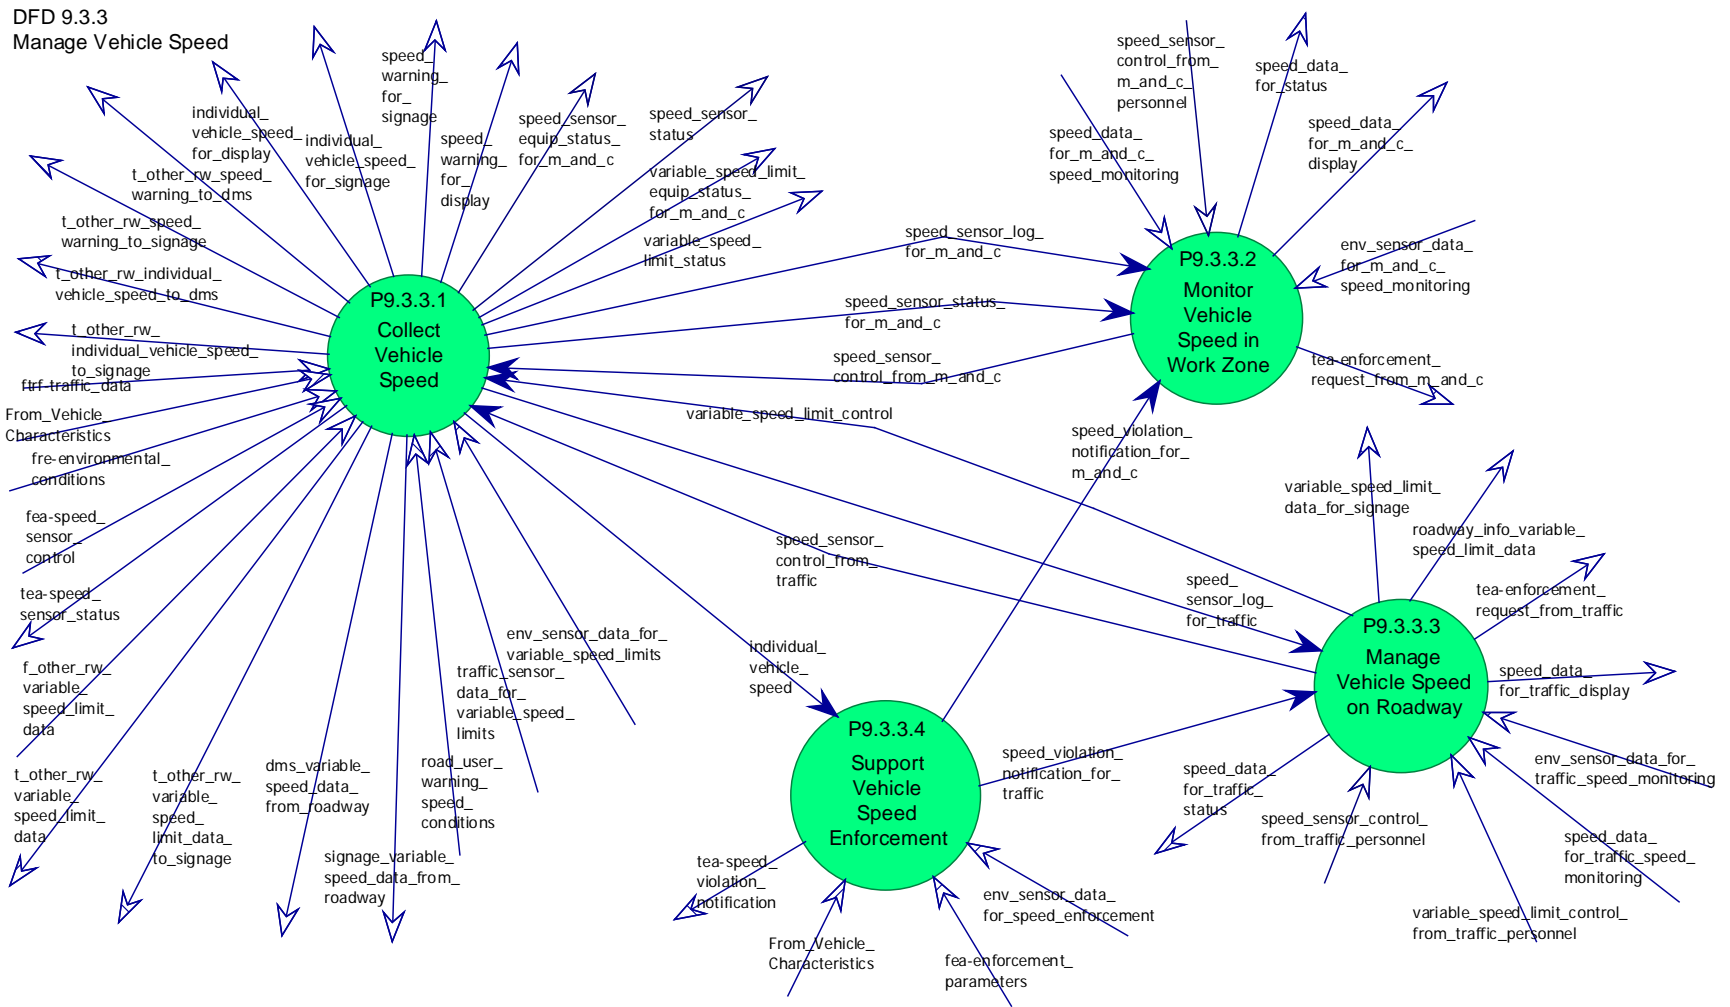 DFD 9.3.3
Manage Vehicle Speed
speed_
warning_
for_
signage
individual_
vehicle_speed_
for_display
individual_
vehicle_speed_
for_signage
speed_
warning_
for_
display
speed_sensor_
equip_status_
for_m_and_c
speed_sensor_
status
variable_speed_limit_
equip_status_
for_m_and_c
variable_speed_
limit_status
t_other_rw_speed_
warning_to_dms
t_other_rw_speed_
warning_to_signage
t_other_rw_individual_
vehicle_speed_to_dms
t_other_rw_
individual_vehicle_speed_
to_signage
ftrf-traffic_data
From_Vehicle_
Characteristics
fre-environmental_
conditions
fea-speed_
sensor_
control
tea-speed_
sensor_status
f_other_rw_
variable_
speed_limit_
data
t_other_rw_
variable_
speed_limit_
data
t_other_rw_
variable_
speed_
limit_data_
to_signage
dms_variable_
speed_data_
from_roadway
signage_variable_
speed_data_from_
roadway
road_user_
warning_
speed_
conditions
traffic_sensor_
data_for_
variable_speed_
limits
env_sensor_data_for_
variable_speed_limits
P9.3.3.1
Collect
Vehicle
Speed
speed_sensor_log_
for_m_and_c
speed_sensor_status_
for_m_and_c
speed_sensor_
control_from_m_and_c
variable_speed_limit_control
speed_sensor_
control_from_
traffic
speed_
sensor_log_
for_traffic
individual_
vehicle_
speed
speed_violation_
notification_for_
m_and_c
speed_violation_
notification_for_
traffic
speed_sensor_
control_from_
m_and_c_
personnel
speed_data_
for_m_and_c_
speed_monitoring
speed_data_
for_status
speed_data_
for_m_and_c_
display
env_sensor_data_
for_m_and_c_
speed_monitoring
tea-enforcement_
request_from_m_and_c
P9.3.3.2
Monitor
Vehicle
Speed in
Work Zone
variable_speed_limit_
data_for_signage
roadway_info_variable_
speed_limit_data
tea-enforcement_
request_from_traffic
speed_data_
for_traffic_display
env_sensor_data_for_
traffic_speed_monitoring
speed_data_
for_traffic_speed_
monitoring
variable_speed_limit_control_
from_traffic_personnel
speed_sensor_control_
from_traffic_personnel
speed_data_
for_traffic_
status
P9.3.3.3
Manage
Vehicle Speed
on Roadway
P9.3.3.4
Support
Vehicle
Speed
Enforcement
tea-speed_
violation_
notification
From_Vehicle_
Characteristics
fea-enforcement_
parameters
env_sensor_data_
for_speed_enforcement